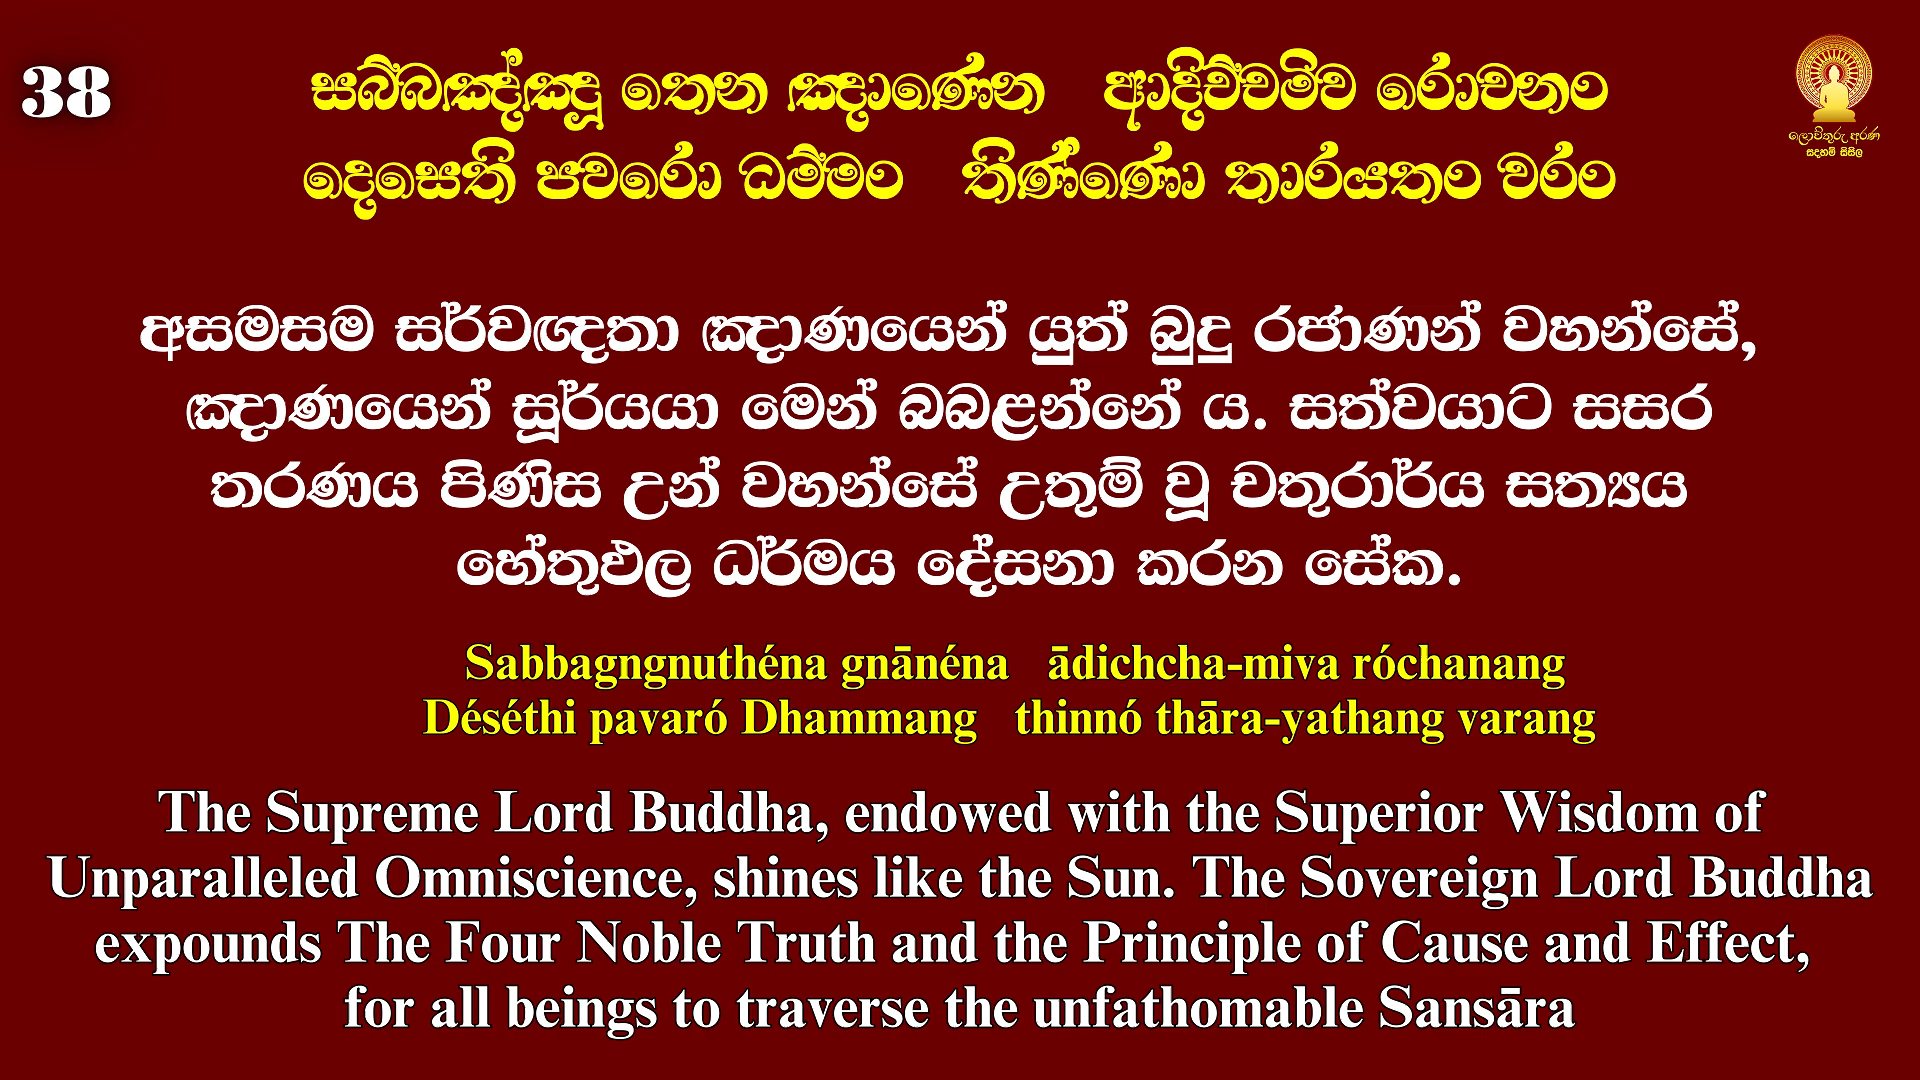 38
සබ්බඤ්ඤූ තෙන ඤාණේන ආදිච්චමිව රොචනං
දෙසෙති පවරො ධම්මං තිණ්ණො තාරයතං වරං
ලොව්තුරු අරණ
සදහම් සිසිල
අසමසම සර්වඥතා ඤාණයෙන් යුත් බුදු රජාණන් වහන්සේ,
ඤාණයෙන් සූර්යයා මෙන් බබළන්නේ ය. සත්වයාට සසර
තරණය පිණිස උන් වහන්සේ උතුම් වූ චතුරාර්ය සත්‍යය
හේතුඵල ධර්මය දේසනා කරන සේක.
Sabbagngnuthéna gnānéna ādichcha-miva róchanang
Déséthi pavaró Dhammang thinnó thāra-yathang varang
The Supreme Lord Buddha, endowed with the Superior Wisdom of
Unparalleled Omniscience, shines like the Sun. The Sovereign Lord Buddha
expounds The Four Noble Truth and the Principle of Cause and Effect,
for all beings to traverse the unfathomable Sansāra